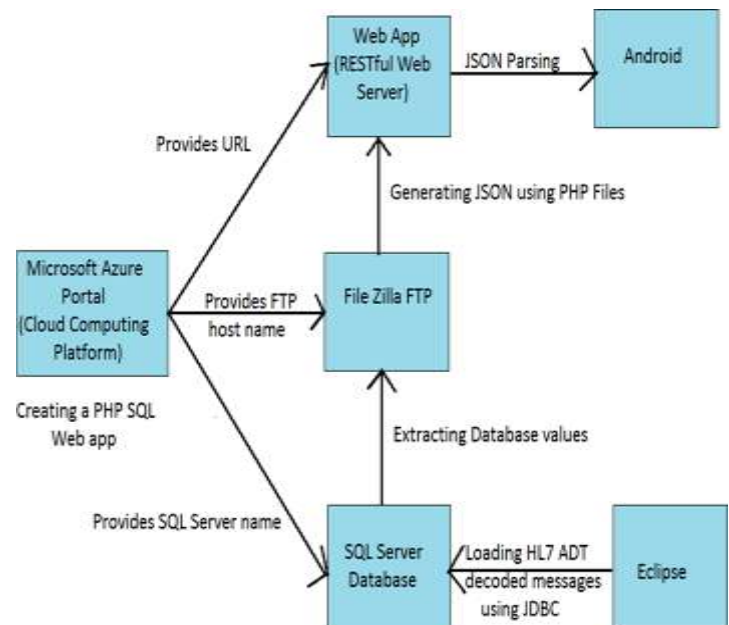 Web App
(RESTful Web
Server)
JSON Parsing
Android
Provides URL
Generating JSON using PHP Files
Microsoft Azure
Portal
(Cloud Computing
Platform)
Provides FTP
host name
File Zilla FTP
Creating a PHP SQL
Web app
Extracting Database values
Provides SQL Server name
SQL Server
Database
Loading HL7 ADT
decoded messages
using JDBC
Eclipse